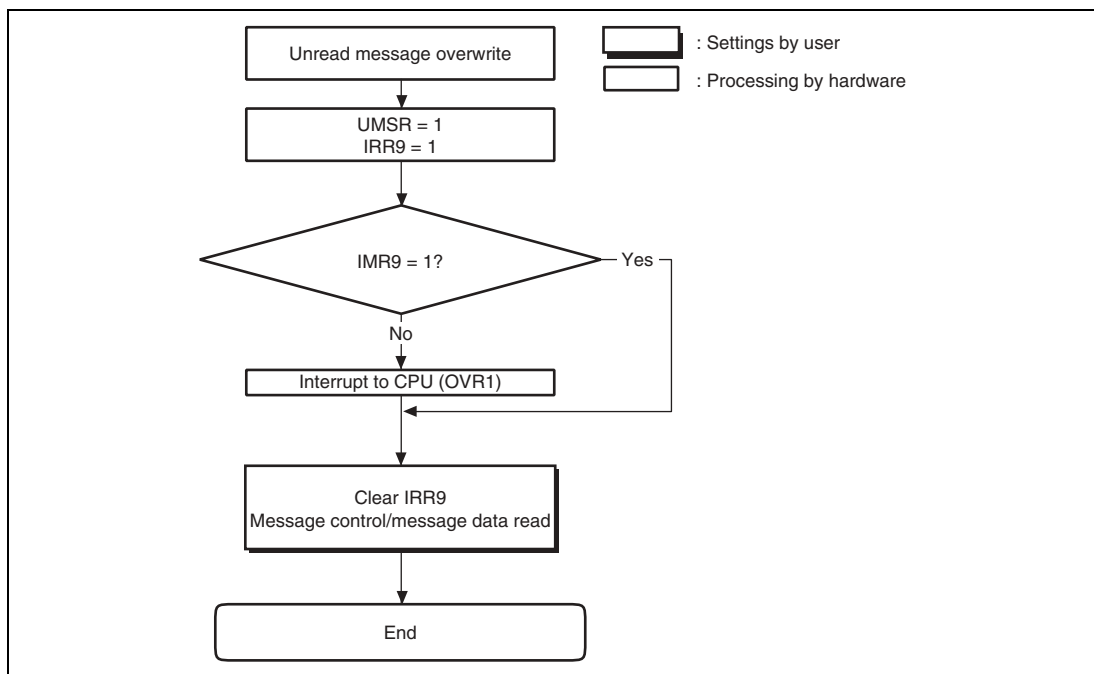 Unread message overwrite
: Settings by user
: Processing by hardware
UMSR = 1
IRR9 = 1
IMR9 = 1?
Yes
No
Interrupt to CPU (OVR1)
Clear IRR9
Message control/message data read
End